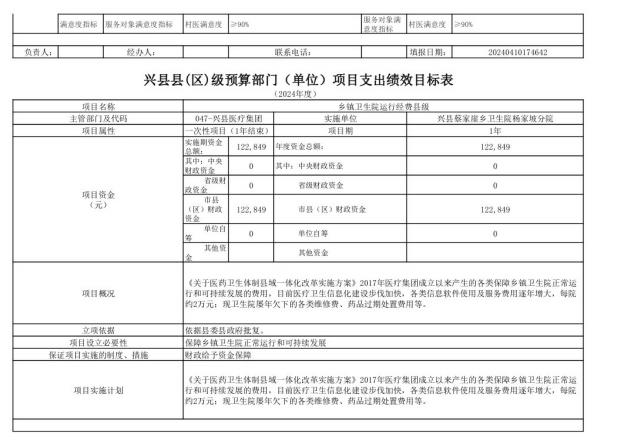 满意度指标 服务对象满意度指标 村医满意度 ≥90% 服务对象满意度指标 村医满意度 ≥90%
负责人： 经办人： 联系电话： 填报日期： 20240410174642
兴县县(区)级预算部门（单位）项目支出绩效目标表
（2024年度）
项目名称 乡镇卫生院运行经费县级
主管部门及代码 047-兴县医疗集团 实施单位 兴县蔡家崖乡卫生院杨家坡分院
项目属性 一次性项目（1年结束） 项目期 1年
项目资金（元） 实施期资金总额： 122,849 年度资金总额： 122,849
其中：中央财政资金 0 其中：中央财政资金 0
省级财政资金 0 省级财政资金 0
市县（区）财政资金 122,849 市县（区）财政资金 122,849
单位自筹 0 单位自筹 0
其他资金 其他资金
项目概况
《关于医药卫生体制县域一体化改革实施方案》2017年医疗集团成立以来产生的各类保障乡镇卫生院正常运
行和可持续发展的费用，目前医疗卫生信息化建设步伐加快，各类信息软件使用及服务费用逐年增大，每院
约2万元；现卫生院屡年欠下的各类维修费、药品过期处置费用等。
立项依据 依据县委县政府批复。
项目设立必要性 保障乡镇卫生院正常运行和可持续发展
保证项目实施的制度、措施 财政给予资金保障
项目实施计划
《关于医药卫生体制县域一体化改革实施方案》2017年医疗集团成立以来产生的各类保障乡镇卫生院正常运
行和可持续发展的费用，目前医疗卫生信息化建设步伐加快，各类信息软件使用及服务费用逐年增大，每院
约2万元；现卫生院屡年欠下的各类维修费、药品过期处置费用等。